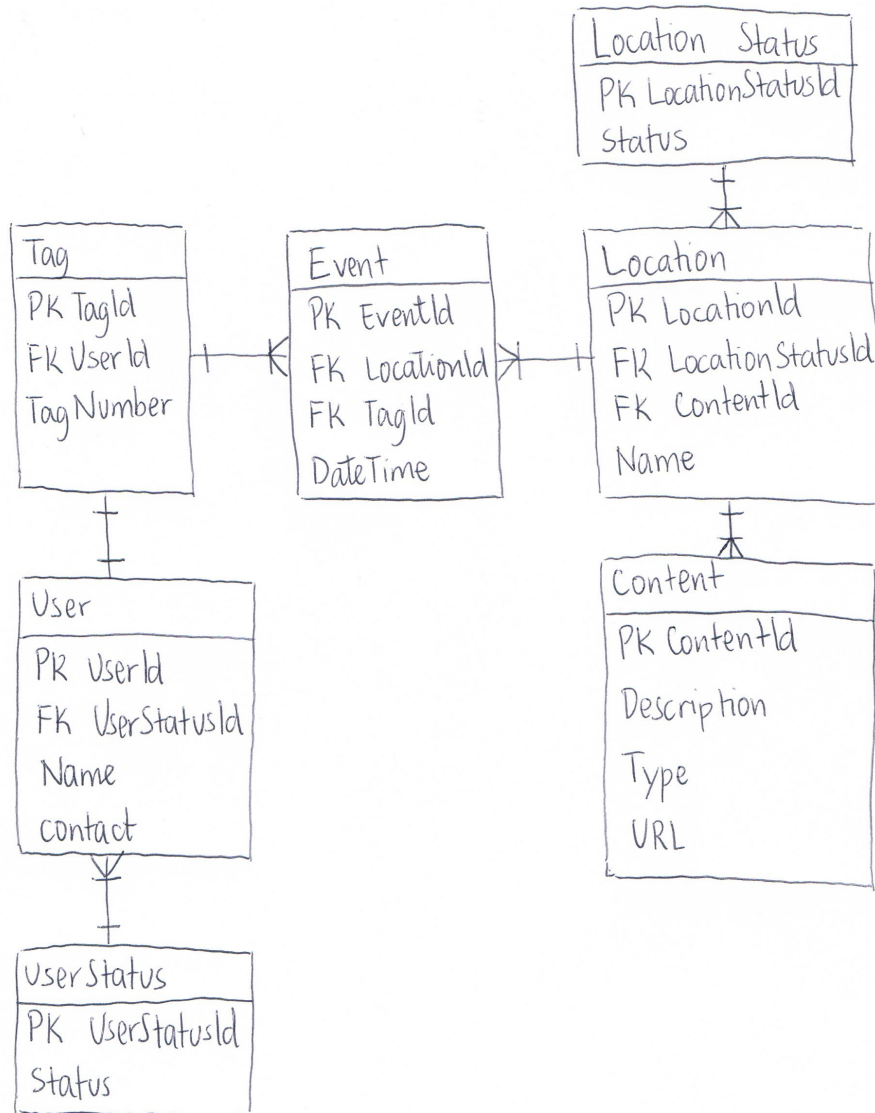 Location Status
PK LocationStatusId
Status
Tag
PK TagId
FK UserId
TagNumber
Event
PK EventId
FK LocationId
FK TagId
DateTime
Location
PK LocationId
FK LocationStatusId
FK ContentId
Name
User
PK UserId
FK UserStatusId
Name
contact
Content
PK ContentId
Description
Type
URL
UserStatus
PK UserStatusId
Status